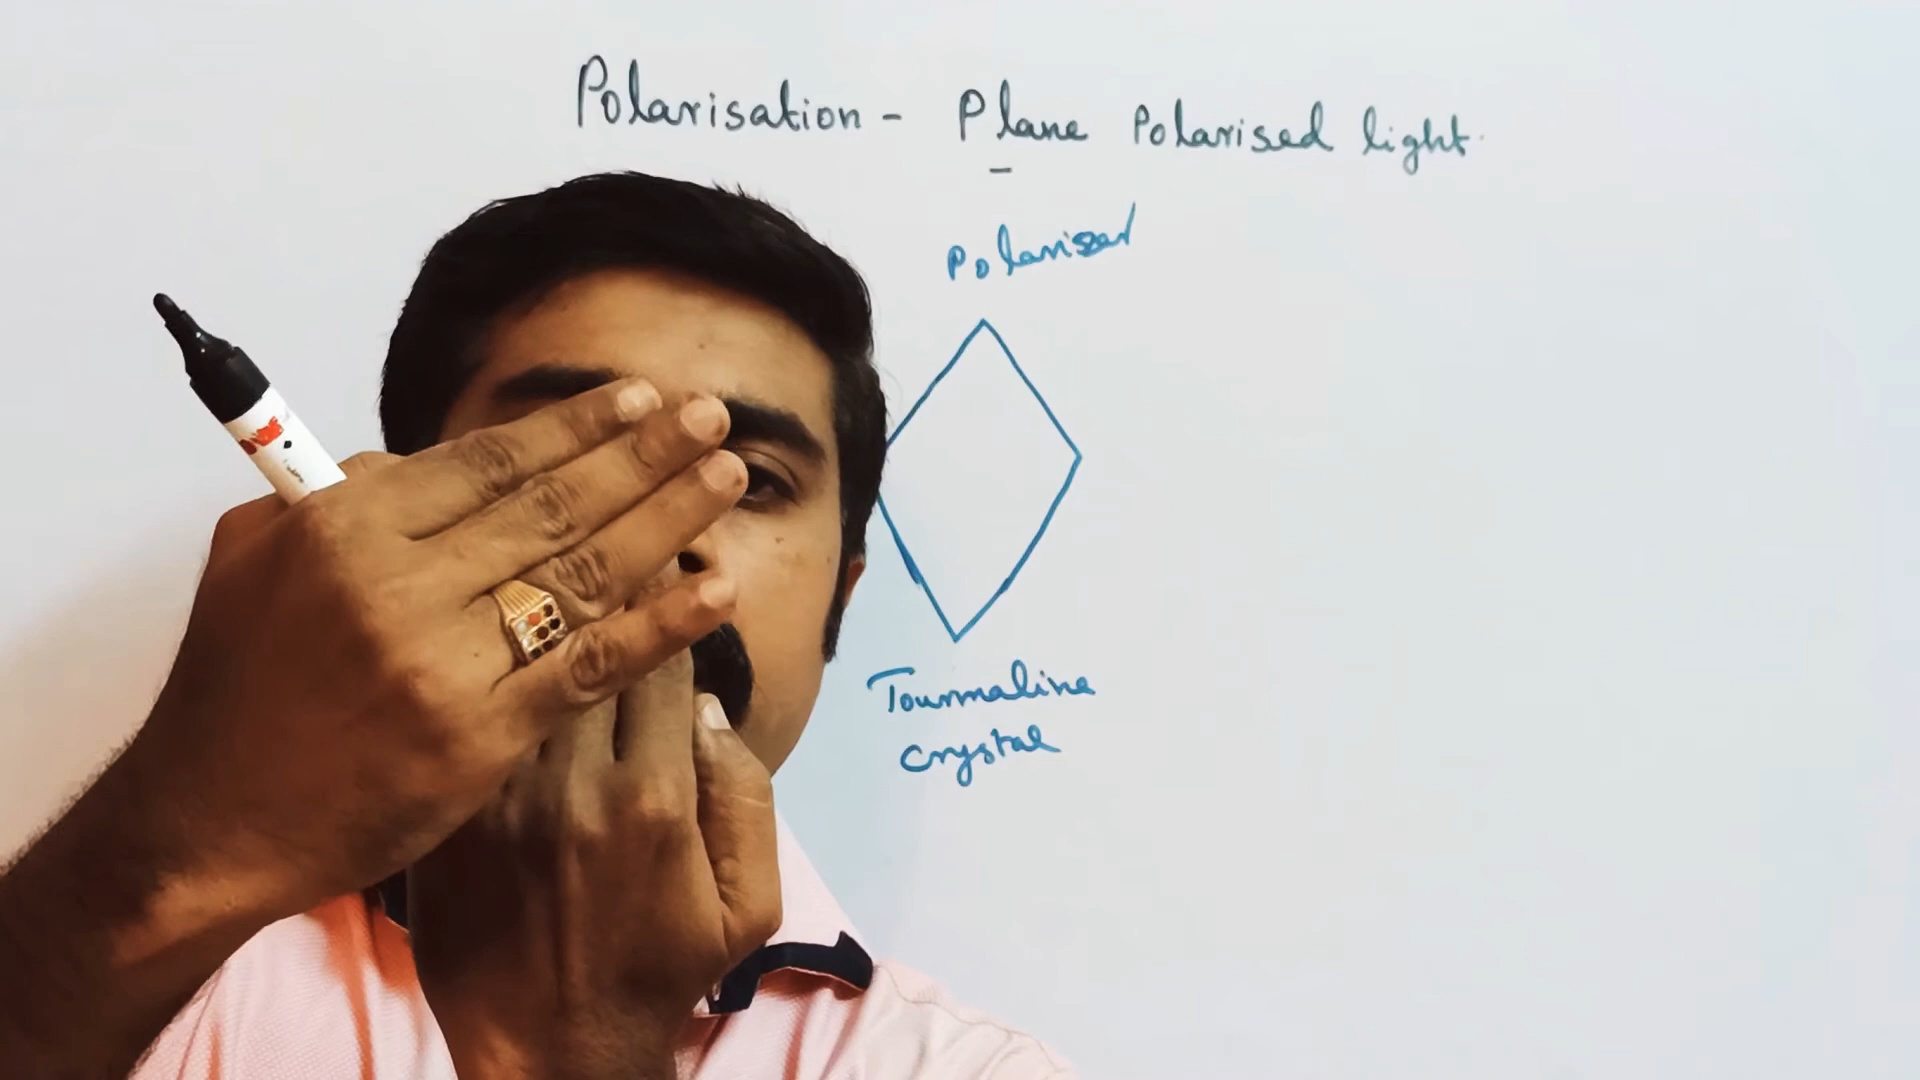 Polarisation - Plane Polarised light.
Polariser
Tourmaline
crystal